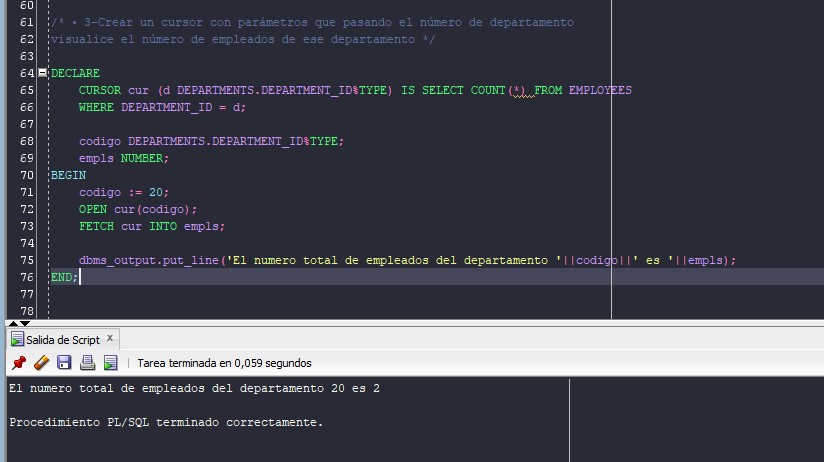 60
61 /* • 3-Crear un cursor con parámetros que pasando el número de departamento
62 visualice el número de empleados de ese departamento */
63
64 DECLARE
65 CURSOR cur (d DEPARTMENTS.DEPARTMENT_ID%TYPE) IS SELECT COUNT(*) FROM EMPLOYEES
66 WHERE DEPARTMENT_ID = d;
67
68 codigo DEPARTMENTS.DEPARTMENT_ID%TYPE;
69 empls NUMBER;
70 BEGIN
71 codigo := 20;
72 OPEN cur(codigo);
73 FETCH cur INTO empls;
74
75 dbms_output.put_line('El numero total de empleados del departamento '||codigo||' es '||empls);
76 END;
77
78
Salida de Script x
Tarea terminada en 0,059 segundos
El numero total de empleados del departamento 20 es 2
Procedimiento PL/SQL terminado correctamente.